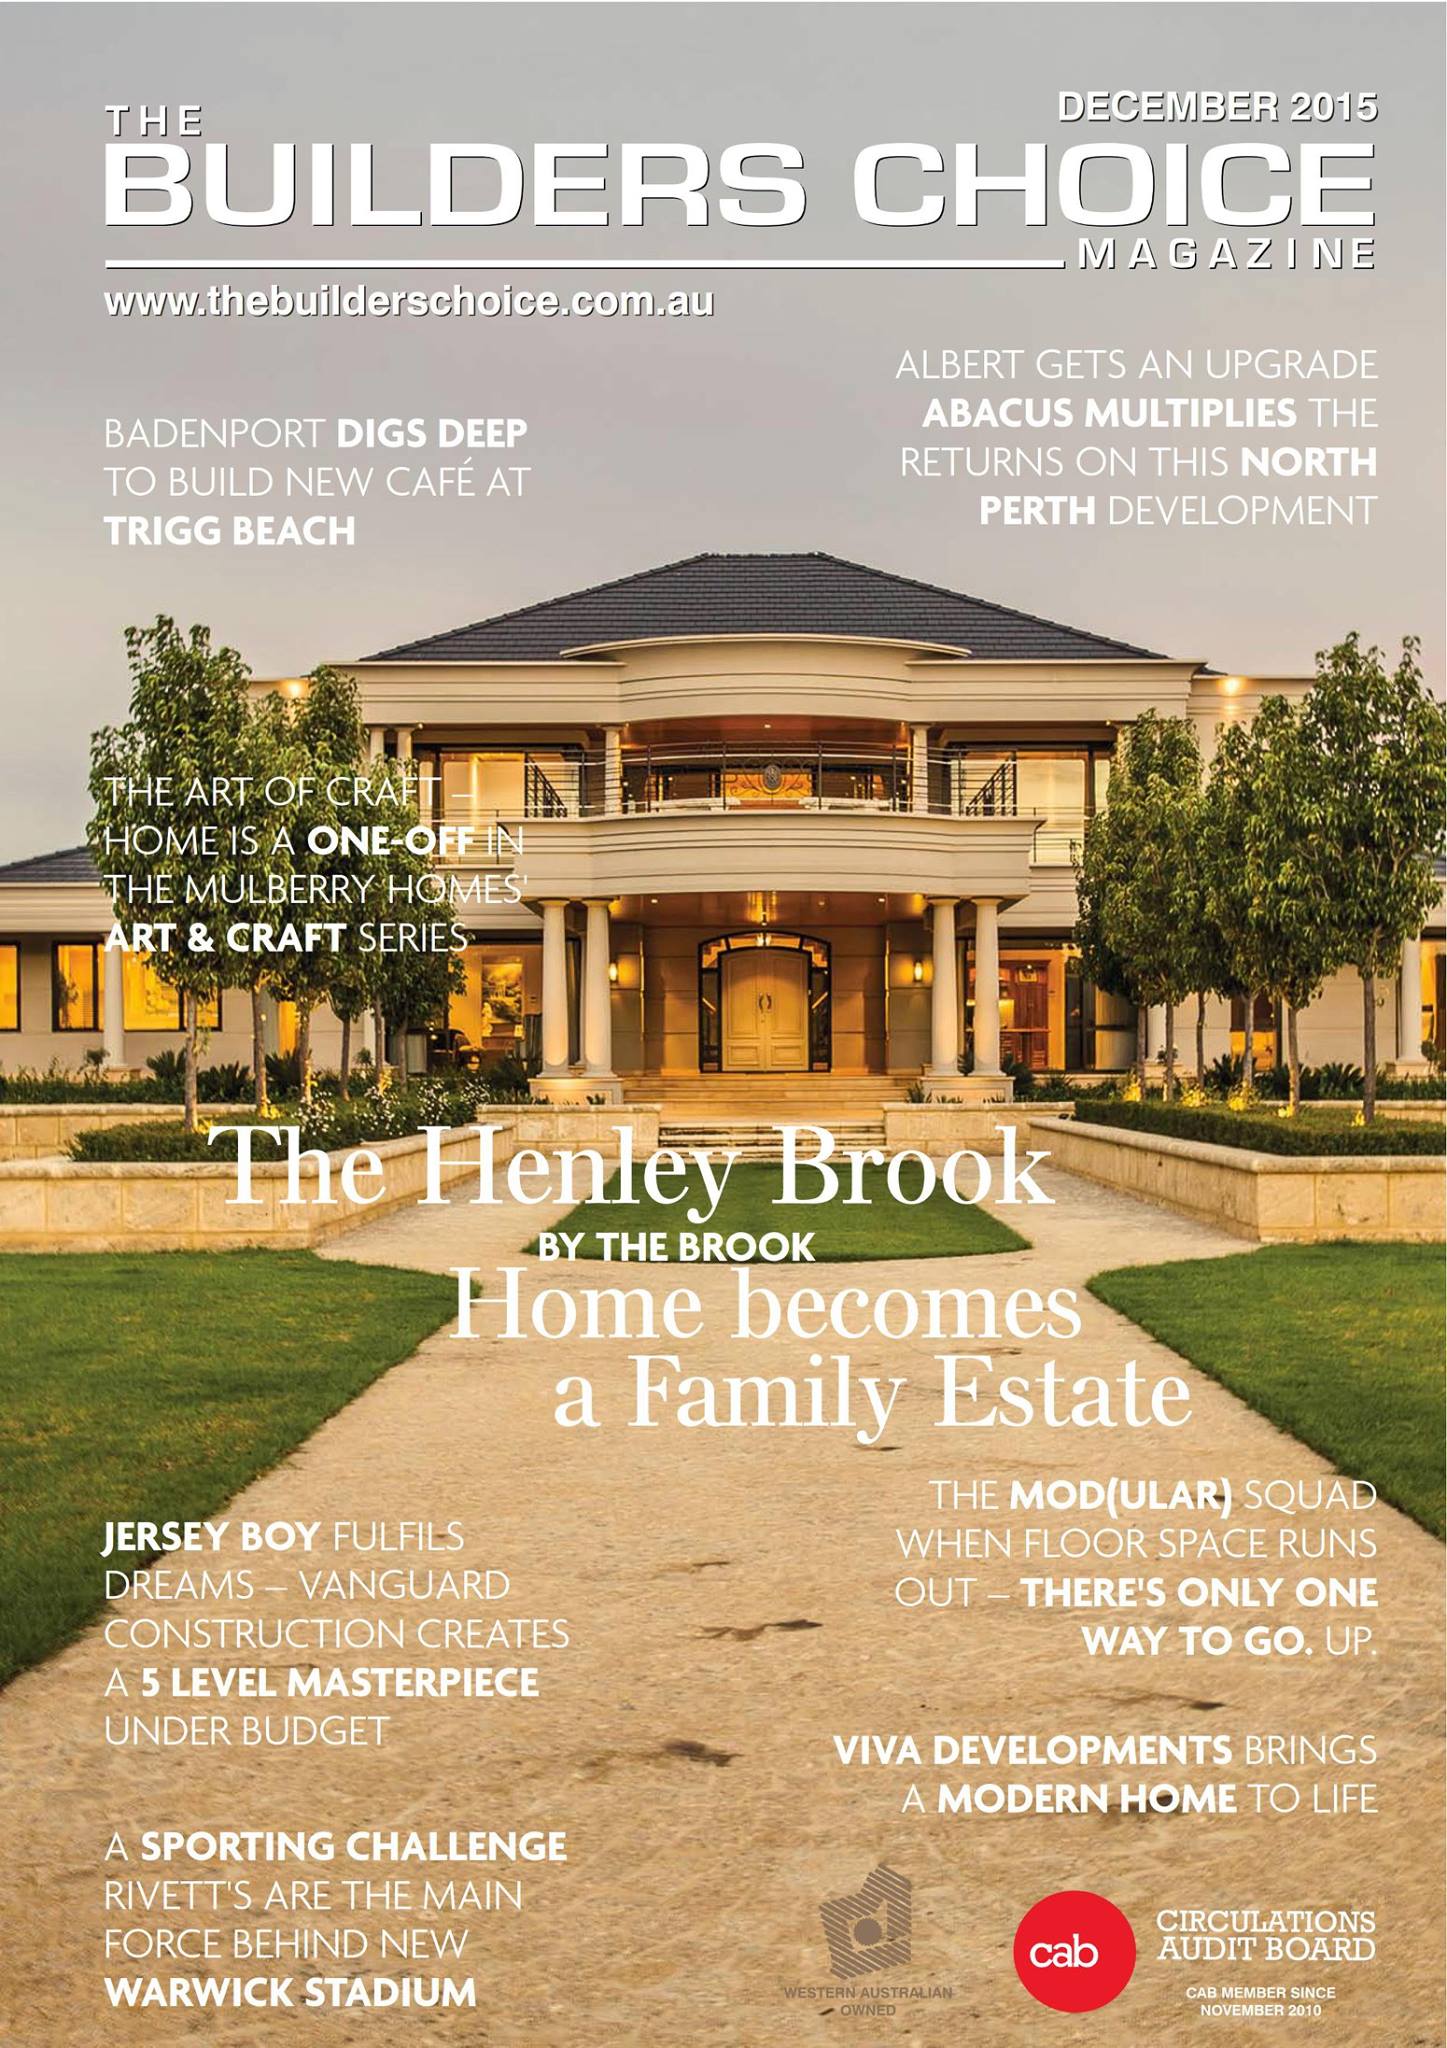 THE
DECEMBER 2015
BUILDERS CHOICE
MAGAZINE
www.thebuilderschoice.com.au
ALBERT GETS AN UPGRADE
ABACUS MULTIPLIES THE
RETURNS ON THIS NORTH
PERTH DEVELOPMENT
BADENPORT DIGS DEEP
TO BUILD NEW CAFÉ AT
TRIGG BEACH
THE ART OF CRAFT –
HOME IS A ONE-OFF IN
THE MULBERRY HOMES'
ART & CRAFT SERIES
The Henley Brook
BY THE BROOK
Home becomes
a Family Estate
THE MOD(ULAR) SQUAD
WHEN FLOOR SPACE RUNS
OUT – THERE'S ONLY ONE
WAY TO GO. UP.
JERSEY BOY FULFILS
DREAMS – VANGUARD
CONSTRUCTION CREATES
A 5 LEVEL MASTERPIECE
UNDER BUDGET
VIVA DEVELOPMENTS BRINGS
A MODERN HOME TO LIFE
A SPORTING CHALLENGE
RIVETT'S ARE THE MAIN
FORCE BEHIND NEW
WARWICK STADIUM
WESTERN AUSTRALIAN
OWNED
cab
CIRCULATIONS
AUDIT BOARD
CAB MEMBER SINCE
NOVEMBER 2010